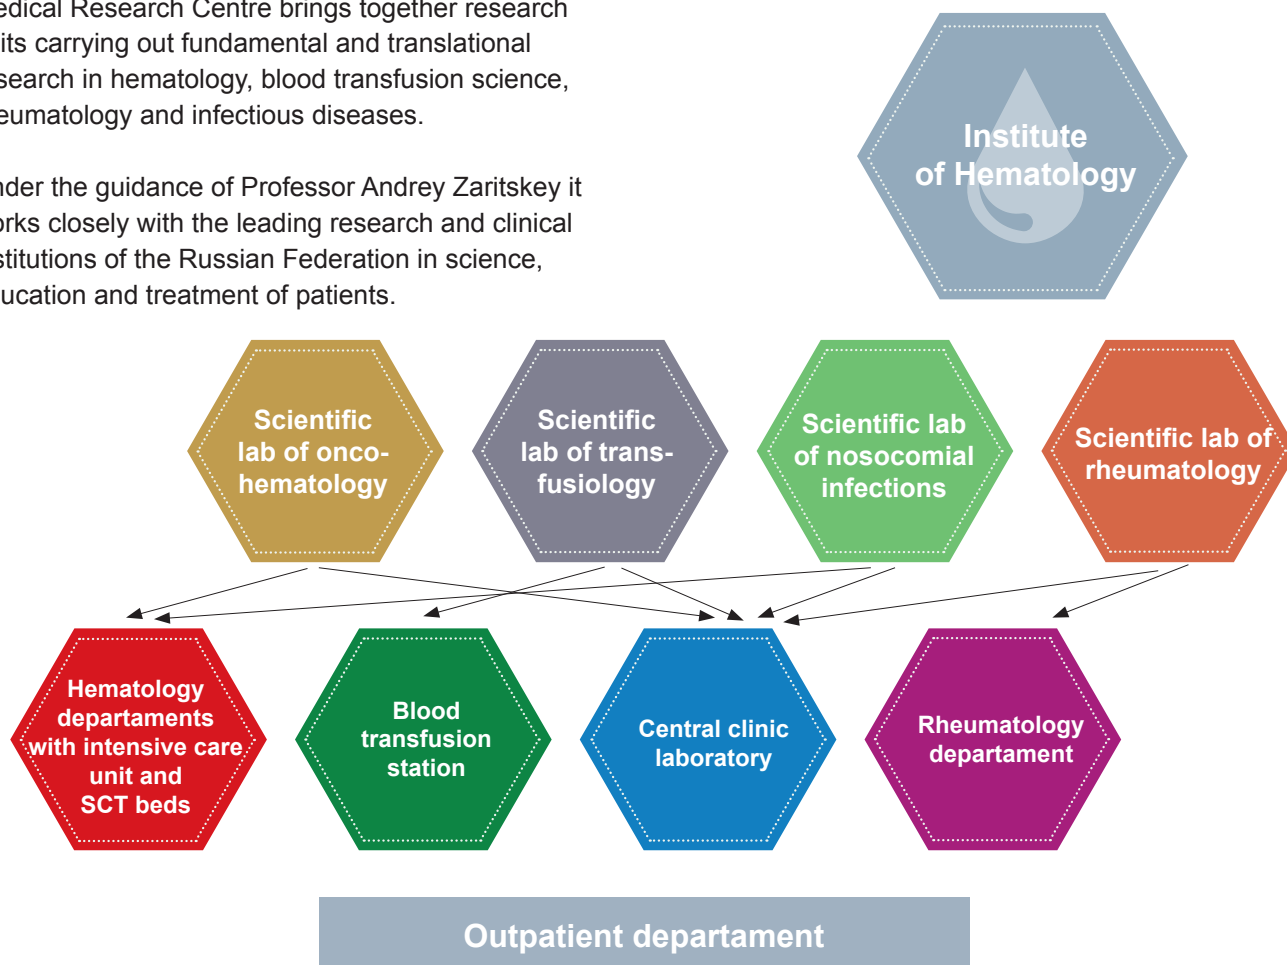 edical Research Centre brings together research
its carrying out fundamental and translational
search in hematology, blood transfusion science,
eumatology and infectious diseases.
nder the guidance of Professor Andrey Zaritskey it
orks closely with the leading research and clinical
stitutions of the Russian Federation in science,
ucation and treatment of patients.
Institute
of Hematology
Scientific
lab of onco-
hematology
Scientific
lab of trans-
fusiology
Scientific lab
of nosocomial
infections
Scientific lab of
rheumatology
Hematology
departaments
with intensive care
unit and
SCT beds
Blood
transfusion
station
Central clinic
laboratory
Rheumatology
departament
Outpatient departament